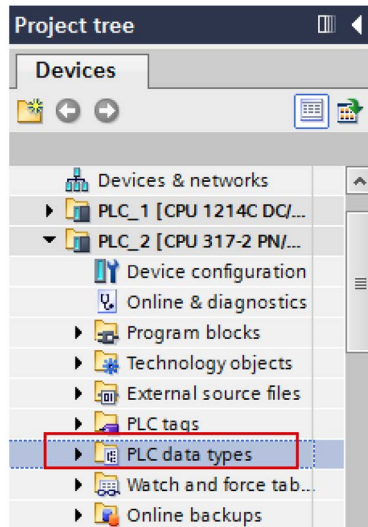 Project tree
Devices
Devices & networks
PLC_1 [CPU 1214C DC/...
PLC_2 [CPU 317-2 PN/...
Device configuration
Online & diagnostics
Program blocks
Technology objects
External source files
PLC tags
PLC data types
Watch and force tab...
Online backups